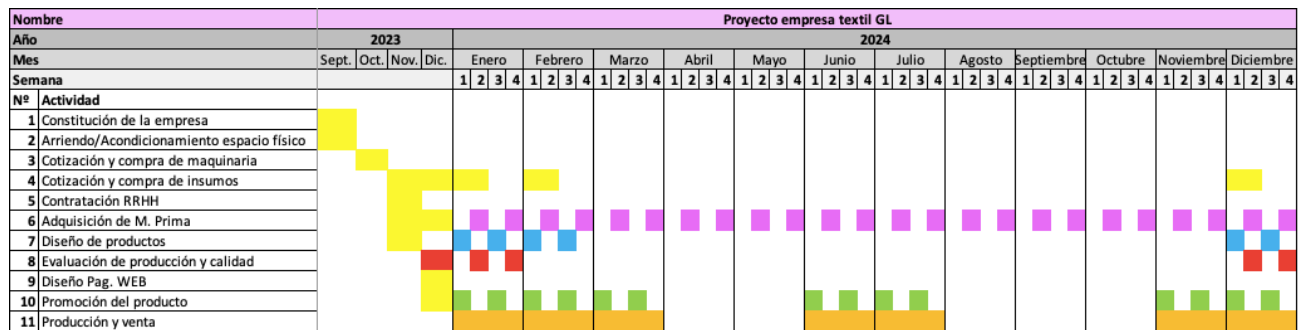 Nombre Proyecto empresa textil GL
Año 2023 2024
Mes Sept. Oct. Nov. Dic. Enero Febrero Marzo Abril Mayo Junio Julio Agosto Septiembre Octubre Noviembre Diciembre
Semana 1 2 3 4 1 2 3 4 1 2 3 4 1 2 3 4 1 2 3 4 1 2 3 4 1 2 3 4 1 2 3 4 1 2 3 4 1 2 3 4 1 2 3 4 1 2 3 4
Nº Actividad
1 Constitución de la empresa
2 Arriendo/Acondicionamiento espacio físico
3 Cotización y compra de maquinaria
4 Cotización y compra de insumos
5 Contratación RRHH
6 Adquisición de M. Prima
7 Diseño de productos
8 Evaluación de producción y calidad
9 Diseño Pag. WEB
10 Promoción del producto
11 Producción y venta